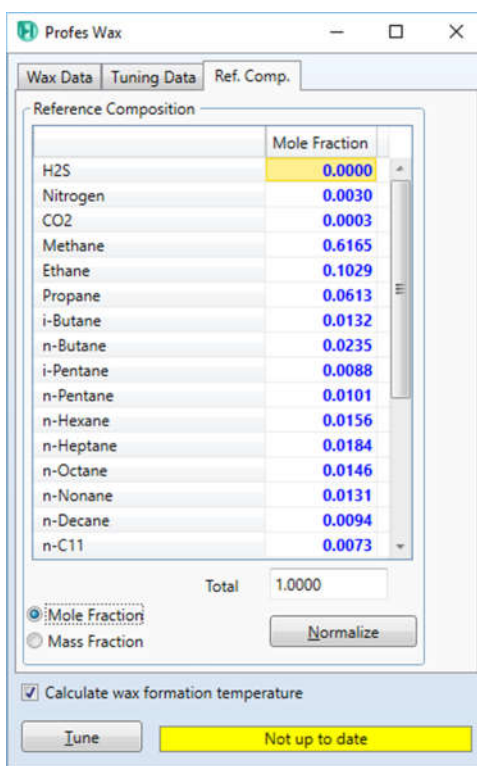 Profes Wax
Wax Data Tuning Data Ref. Comp.
Reference Composition
Mole Fraction
H2S 0.0000
Nitrogen 0.0030
CO2 0.0003
Methane 0.6165
Ethane 0.1029
Propane 0.0613
i-Butane 0.0132
n-Butane 0.0235
i-Pentane 0.0088
n-Pentane 0.0101
n-Hexane 0.0156
n-Heptane 0.0184
n-Octane 0.0146
n-Nonane 0.0131
n-Decane 0.0094
n-C11 0.0073
Total 1.0000
Mole Fraction
Mass Fraction
Normalize
Calculate wax formation temperature
Tune Not up to date